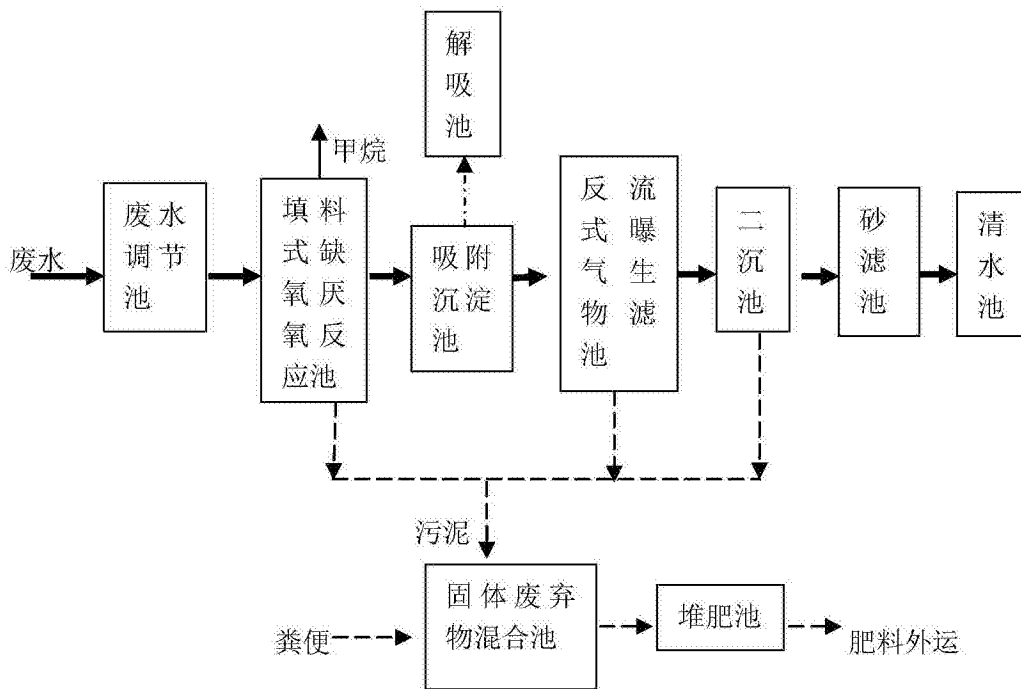 解
吸
池
甲烷
废水
废 水
调 节
池
填 料
式 缺
氧 厌
氧 反
应池
吸 附
沉 淀
池
反 流
式 曝
气 生
物 滤
池
二
沉
池
砂
滤
池
清
水
池
污泥
粪便
固 体 废 弃
物混合池
堆肥池
肥料外运